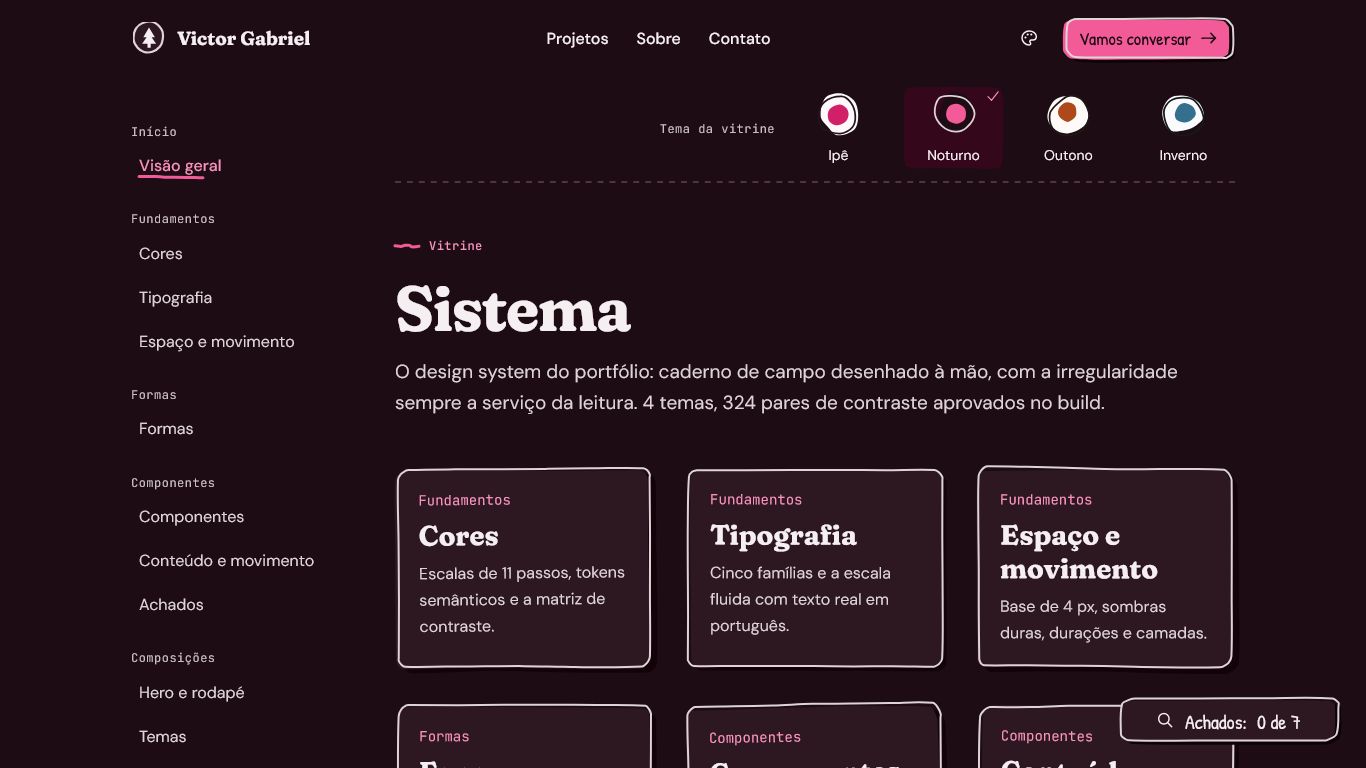 Victor Gabriel
Projetos
Sobre
Contato
Vamos conversar
Início
Visão geral
Fundamentos
Cores
Tipografia
Espaço e movimento
Formas
Formas
Componentes
Componentes
Conteúdo e movimento
Achados
Composições
Hero e rodapé
Temas
Tema da vitrine
Ipê
Noturno
Outono
Inverno
Vitrine
Sistema
O design system do portfólio: caderno de campo desenhado à mão, com a irregularidade
sempre a serviço da leitura. 4 temas, 324 pares de contraste aprovados no build.
Fundamentos
Cores
Escalas de 11 passos, tokens
semânticos e a matriz de
contraste.
Fundamentos
Tipografia
Cinco famílias e a escala
fluida com texto real em
português.
Fundamentos
Espaço e
movimento
Base de 4 px, sombras
duras, durações e camadas.
Formas
Componentes
Componentes
Achados: 0 de 7